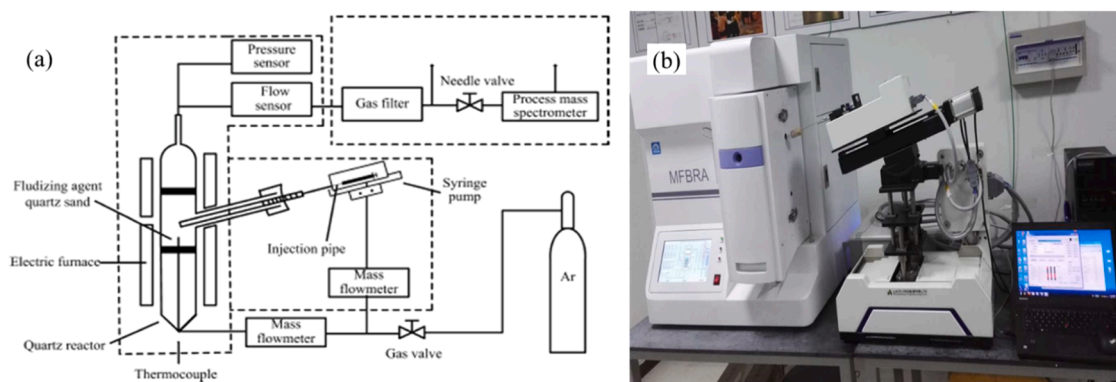 (a)
Pressure
sensor
Flow
sensor
Gas filter
Needle valve
Process mass
spectrometer
Fludizing agent
quartz sand
Syringe
pump
Injection pipe
Electric furnace
Mass
flowmeter
Ar
Mass
flowmeter
Gas valve
Quartz reactor
Thermocouple
(b)
MFBRA